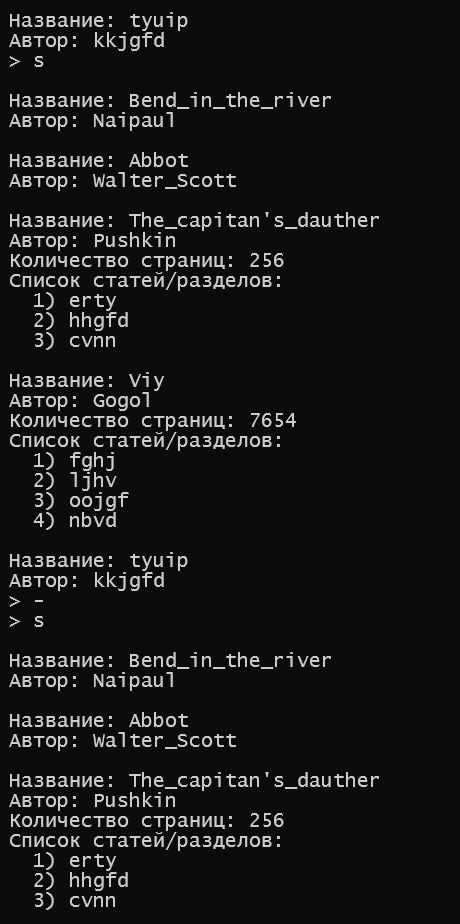 Название: tyuip
Автор: kkjgfd
> s
Название: Bend_in_the_river
Автор: Naipaul
Название: Abbot
Автор: Walter_Scott
Название: The_capitan's_dauther
Автор: Pushkin
Количество страниц: 256
Список статей/разделов:
1) erty
2) hhgfd
3) cvnn
Название: Viy
Автор: Gogol
Количество страниц: 7654
Список статей/разделов:
1) fghj
2) ljhv
3) oojgf
4) nbvd
Название: tyuip
Автор: kkjgfd
> -
> s
Название: Bend_in_the_river
Автор: Naipaul
Название: Abbot
Автор: Walter_Scott
Название: The_capitan's_dauther
Автор: Pushkin
Количество страниц: 256
Список статей/разделов:
1) erty
2) hhgfd
3) cvnn